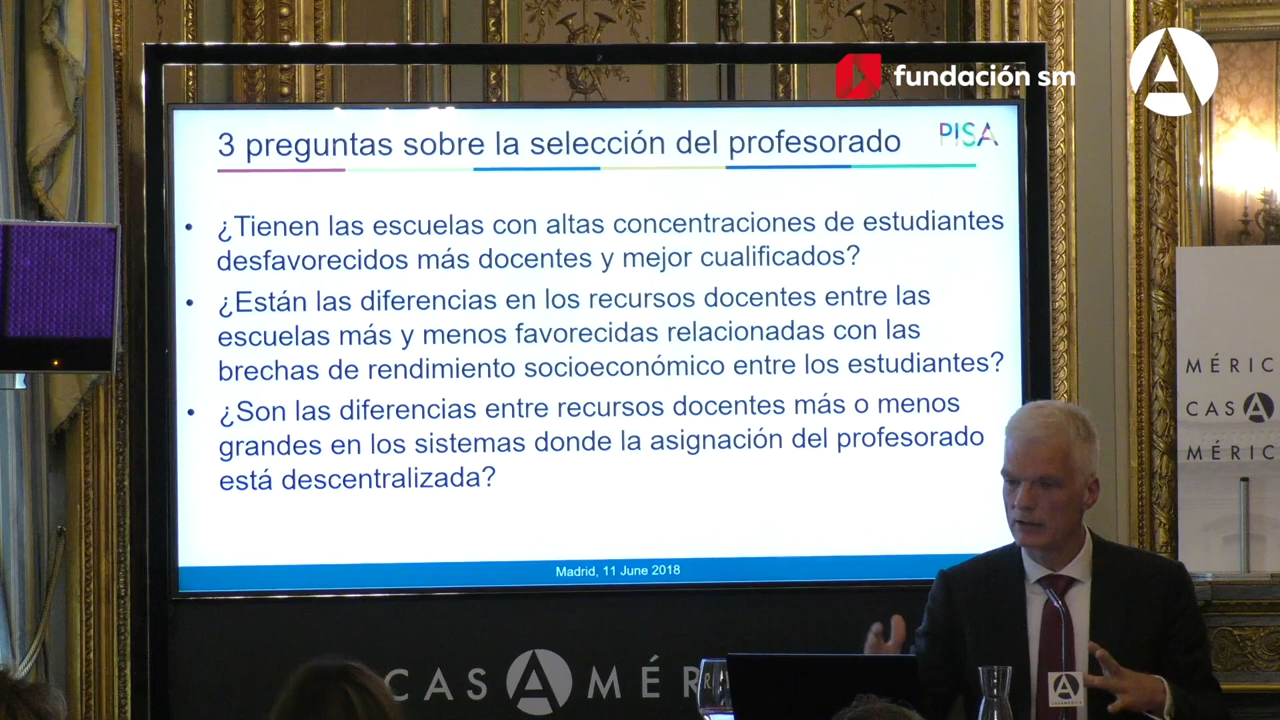 fundación sm
3 preguntas sobre la selección del profesorado
PISA
• ¿Tienen las escuelas con altas concentraciones de estudiantes
desfavorecidos más docentes y mejor cualificados?
• ¿Están las diferencias en los recursos docentes entre las
escuelas más y menos favorecidas relacionadas con las
brechas de rendimiento socioeconómico entre los estudiantes?
• ¿Son las diferencias entre recursos docentes más o menos
grandes en los sistemas donde la asignación del profesorado
está descentralizada?
Madrid, 11 June 2018
MÉRIC
CASA
MÉRIC
CASA MÉR